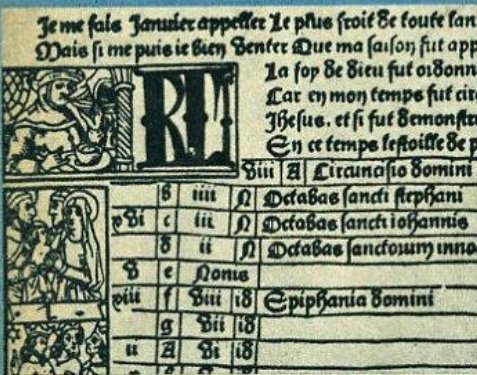 Je me fais Januier appeller Le plus froit de toute lan
Mais si me puis ie bien venter Que ma saison fut app
La loy de dieu fut ordonn
Car en mon temps fut circ
Jhesus. et si fut demonstr
En ce temps lestoille de p
KL
viii A Circuncisio domini
b iiii N Octabas sancti stephani
xvi c iii N Octabas sancti iohannis
d ii N Octabas sanctorum inno
v e Nonis
xiii f viii id Epiphania domini
g vii id
ii A vi id